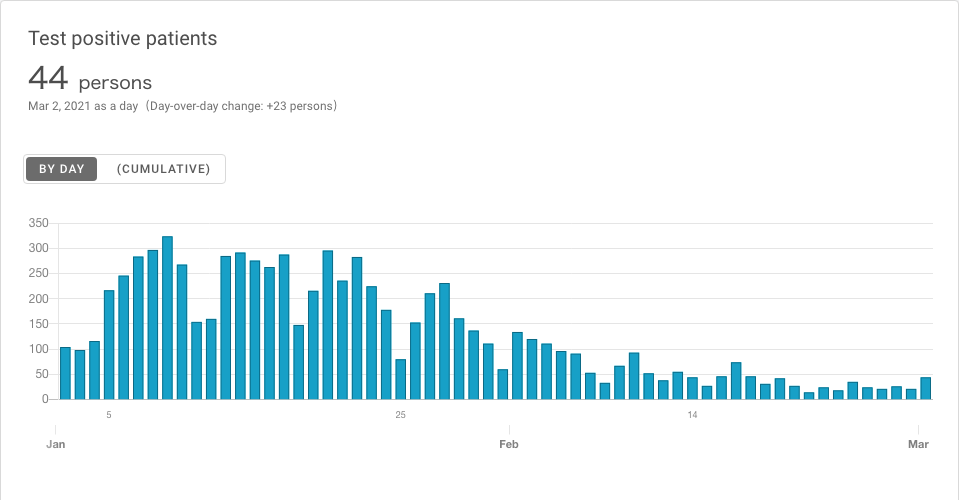 Test positive patients
44 persons
Mar 2, 2021 as a day（Day-over-day change: +23 persons）
BY DAY (CUMULATIVE)
350
300
250
200
150
100
50
0
5 25 14
Jan Feb Mar